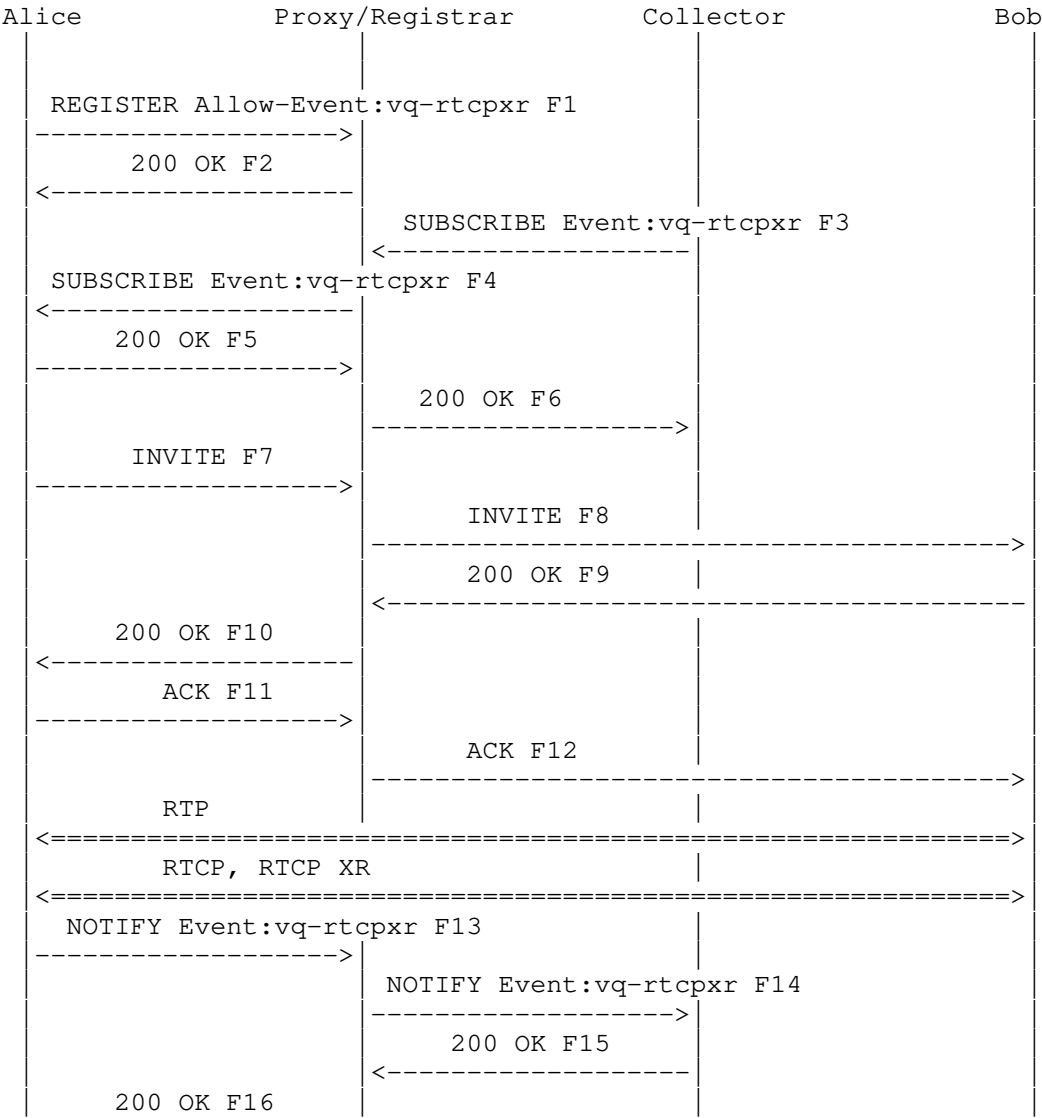 Alice Proxy/Registrar Collector Bob
REGISTER Allow-Event:vq-rtcpxr F1
200 OK F2
SUBSCRIBE Event:vq-rtcpxr F3
SUBSCRIBE Event:vq-rtcpxr F4
200 OK F5
200 OK F6
INVITE F7
INVITE F8
200 OK F9
200 OK F10
ACK F11
ACK F12
RTP
RTCP, RTCP XR
NOTIFY Event:vq-rtcpxr F13
NOTIFY Event:vq-rtcpxr F14
200 OK F15
200 OK F16